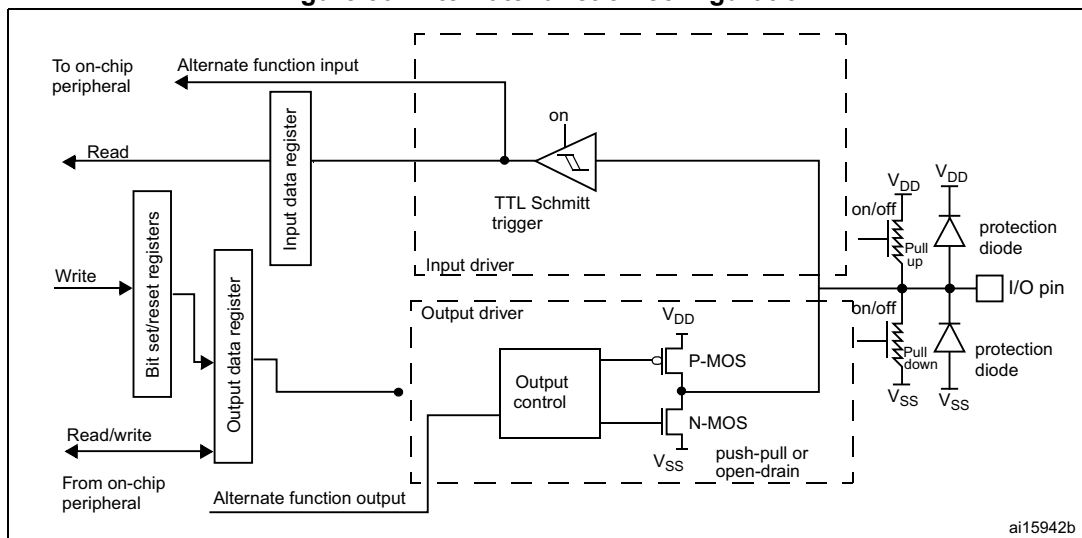 To on-chip
peripheral
Alternate function input
on
Read
Input data register
TTL Schmitt
trigger
Input driver
VDD
on/off
Pull
up
protection
diode
I/O pin
Write
Bit set/reset registers
Output data register
Output driver
VDD
P-MOS
Output
control
N-MOS
VSS
push-pull or
open-drain
on/off
Pull
down
VSS
VDD
protection
diode
VSS
Read/write
From on-chip
peripheral
Alternate function output
ai15942b